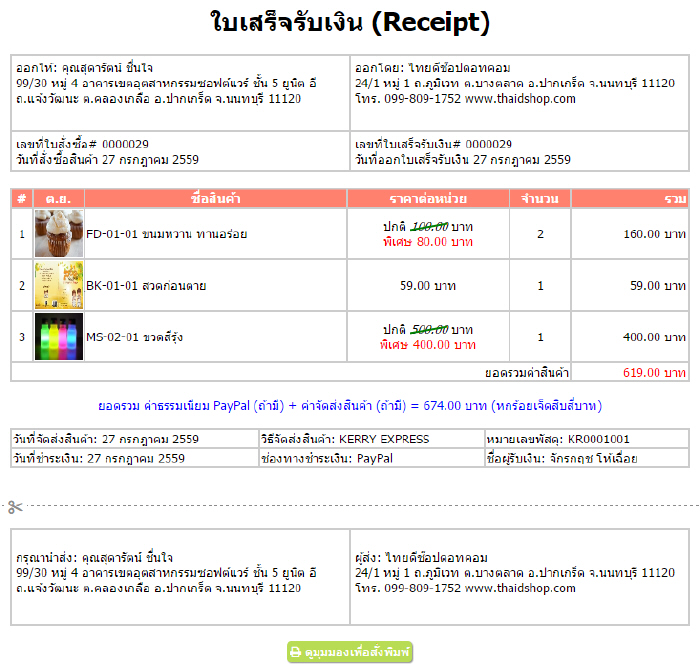 ใบเสร็จรับเงิน (Receipt)
ออกให้: คุณสุดารัตน์ ชื่นใจ
99/30 หมู่ 4 อาคารเขตอุตสาหกรรมซอฟต์แวร์ ชั้น 5 ยูนิต อี
ถ.แจ้งวัฒนะ ต.คลองเกลือ อ.ปากเกร็ด จ.นนทบุรี 11120
ออกโดย: ไทยดีช้อปดอทคอม
24/1 หมู่ 1 ถ.ภูมิเวท ต.บางตลาด อ.ปากเกร็ด จ.นนทบุรี 11120
โทร. 099-809-1752 www.thaidshop.com
เลขที่ใบสั่งซื้อ# 0000029
วันที่สั่งซื้อสินค้า 27 กรกฎาคม 2559
เลขที่ใบเสร็จรับเงิน# 0000029
วันที่ออกใบเสร็จรับเงิน 27 กรกฎาคม 2559
# ต.ย. ชื่อสินค้า ราคาต่อหน่วย จำนวน รวม
1 FD-01-01 ขนมหวาน ทานอร่อย ปกติ 100.00 บาท 2 160.00 บาท
พิเศษ 80.00 บาท
2 BK-01-01 สวดก่อนตาย 59.00 บาท 1 59.00 บาท
3 MS-02-01 ขวดสีรุ้ง ปกติ 500.00 บาท 1 400.00 บาท
พิเศษ 400.00 บาท
ยอดรวมค่าสินค้า 619.00 บาท
ยอดรวม ค่าธรรมเนียม PayPal (ถ้ามี) + ค่าจัดส่งสินค้า (ถ้ามี) = 674.00 บาท (หกร้อยเจ็ดสิบสี่บาท)
วันที่จัดส่งสินค้า: 27 กรกฎาคม 2559 วิธีจัดส่งสินค้า: KERRY EXPRESS หมายเลขพัสดุ: KR0001001
วันที่ชำระเงิน: 27 กรกฎาคม 2559 ช่องทางชำระเงิน: PayPal ชื่อผู้รับเงิน: จักรกฤช โห้เฉื่อย
กรุณานำส่ง: คุณสุดารัตน์ ชื่นใจ
99/30 หมู่ 4 อาคารเขตอุตสาหกรรมซอฟต์แวร์ ชั้น 5 ยูนิต อี
ถ.แจ้งวัฒนะ ต.คลองเกลือ อ.ปากเกร็ด จ.นนทบุรี 11120
ผู้ส่ง: ไทยดีช้อปดอทคอม
24/1 หมู่ 1 ถ.ภูมิเวท ต.บางตลาด อ.ปากเกร็ด จ.นนทบุรี 11120
โทร. 099-809-1752 www.thaidshop.com
ดูมุมมองเพื่อสั่งพิมพ์